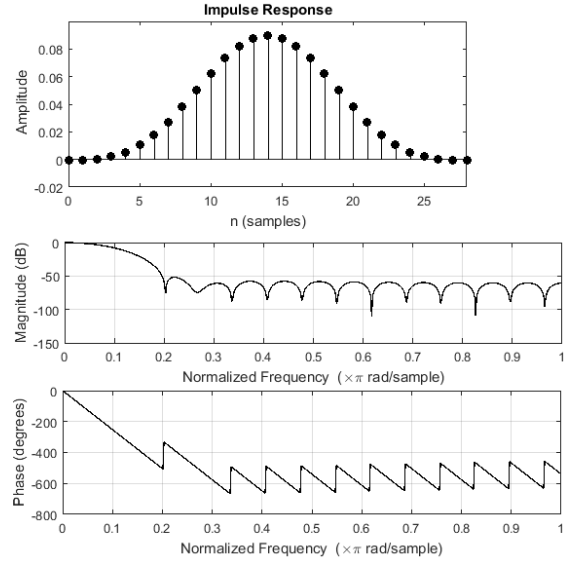 Impulse Response
Amplitude
0.08
0.06
0.04
0.02
0
-0.02
0 5 10 15 20 25
n (samples)
Magnitude (dB)
0
-50
-100
-150
0 0.1 0.2 0.3 0.4 0.5 0.6 0.7 0.8 0.9 1
Normalized Frequency (×π rad/sample)
Phase (degrees)
0
-200
-400
-600
-800
0 0.1 0.2 0.3 0.4 0.5 0.6 0.7 0.8 0.9 1
Normalized Frequency (×π rad/sample)